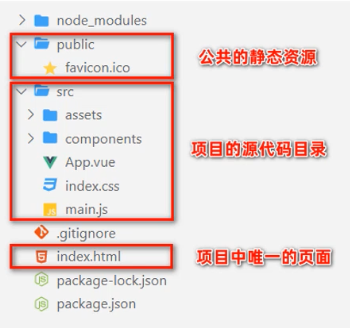 node_modules
public
favicon.ico
公共的静态资源
src
assets
components
App.vue
项目的源代码目录
index.css
main.js
.gitignore
index.html
项目中唯一的页面
package-lock.json
package.json